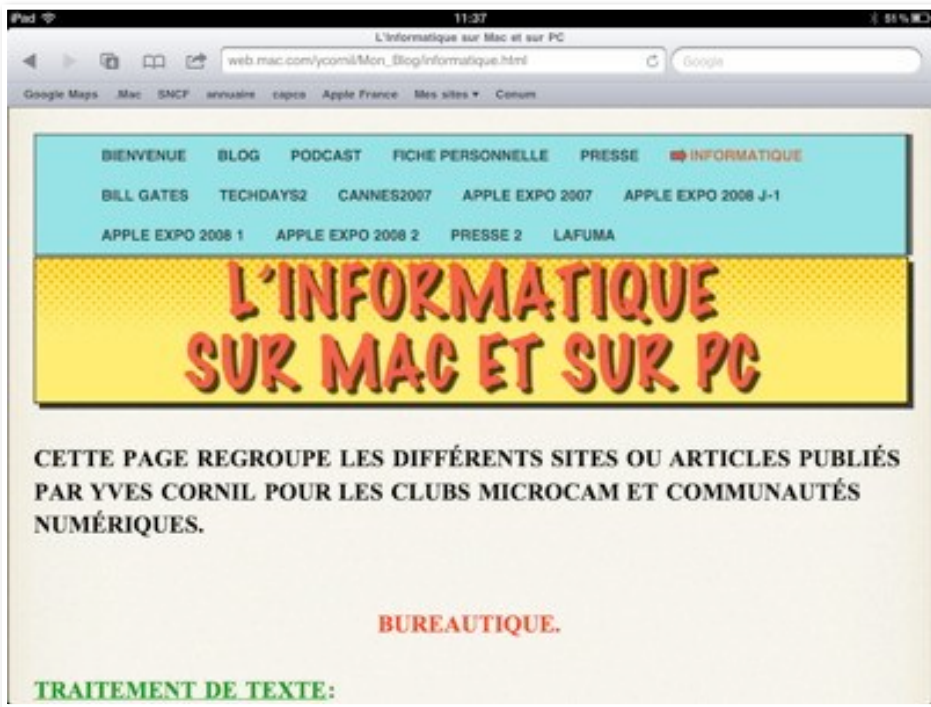 iPad 11:37 51 %
L'Informatique sur Mac et sur PC
web.mac.com/ycornil/Mon_Blog/informatique.html Google
Google Maps .Mac SNCF annuaire capca Apple France Mes sites ▾ Conum
BIENVENUE BLOG PODCAST FICHE PERSONNELLE PRESSE INFORMATIQUE
BILL GATES TECHDAYS2 CANNES2007 APPLE EXPO 2007 APPLE EXPO 2008 J-1
APPLE EXPO 2008 1 APPLE EXPO 2008 2 PRESSE 2 LAFUMA
L'INFORMATIQUE
SUR MAC ET SUR PC
CETTE PAGE REGROUPE LES DIFFÉRENTS SITES OU ARTICLES PUBLIÉS
PAR YVES CORNIL POUR LES CLUBS MICROCAM ET COMMUNAUTÉS
NUMÉRIQUES.
BUREAUTIQUE.
TRAITEMENT DE TEXTE: